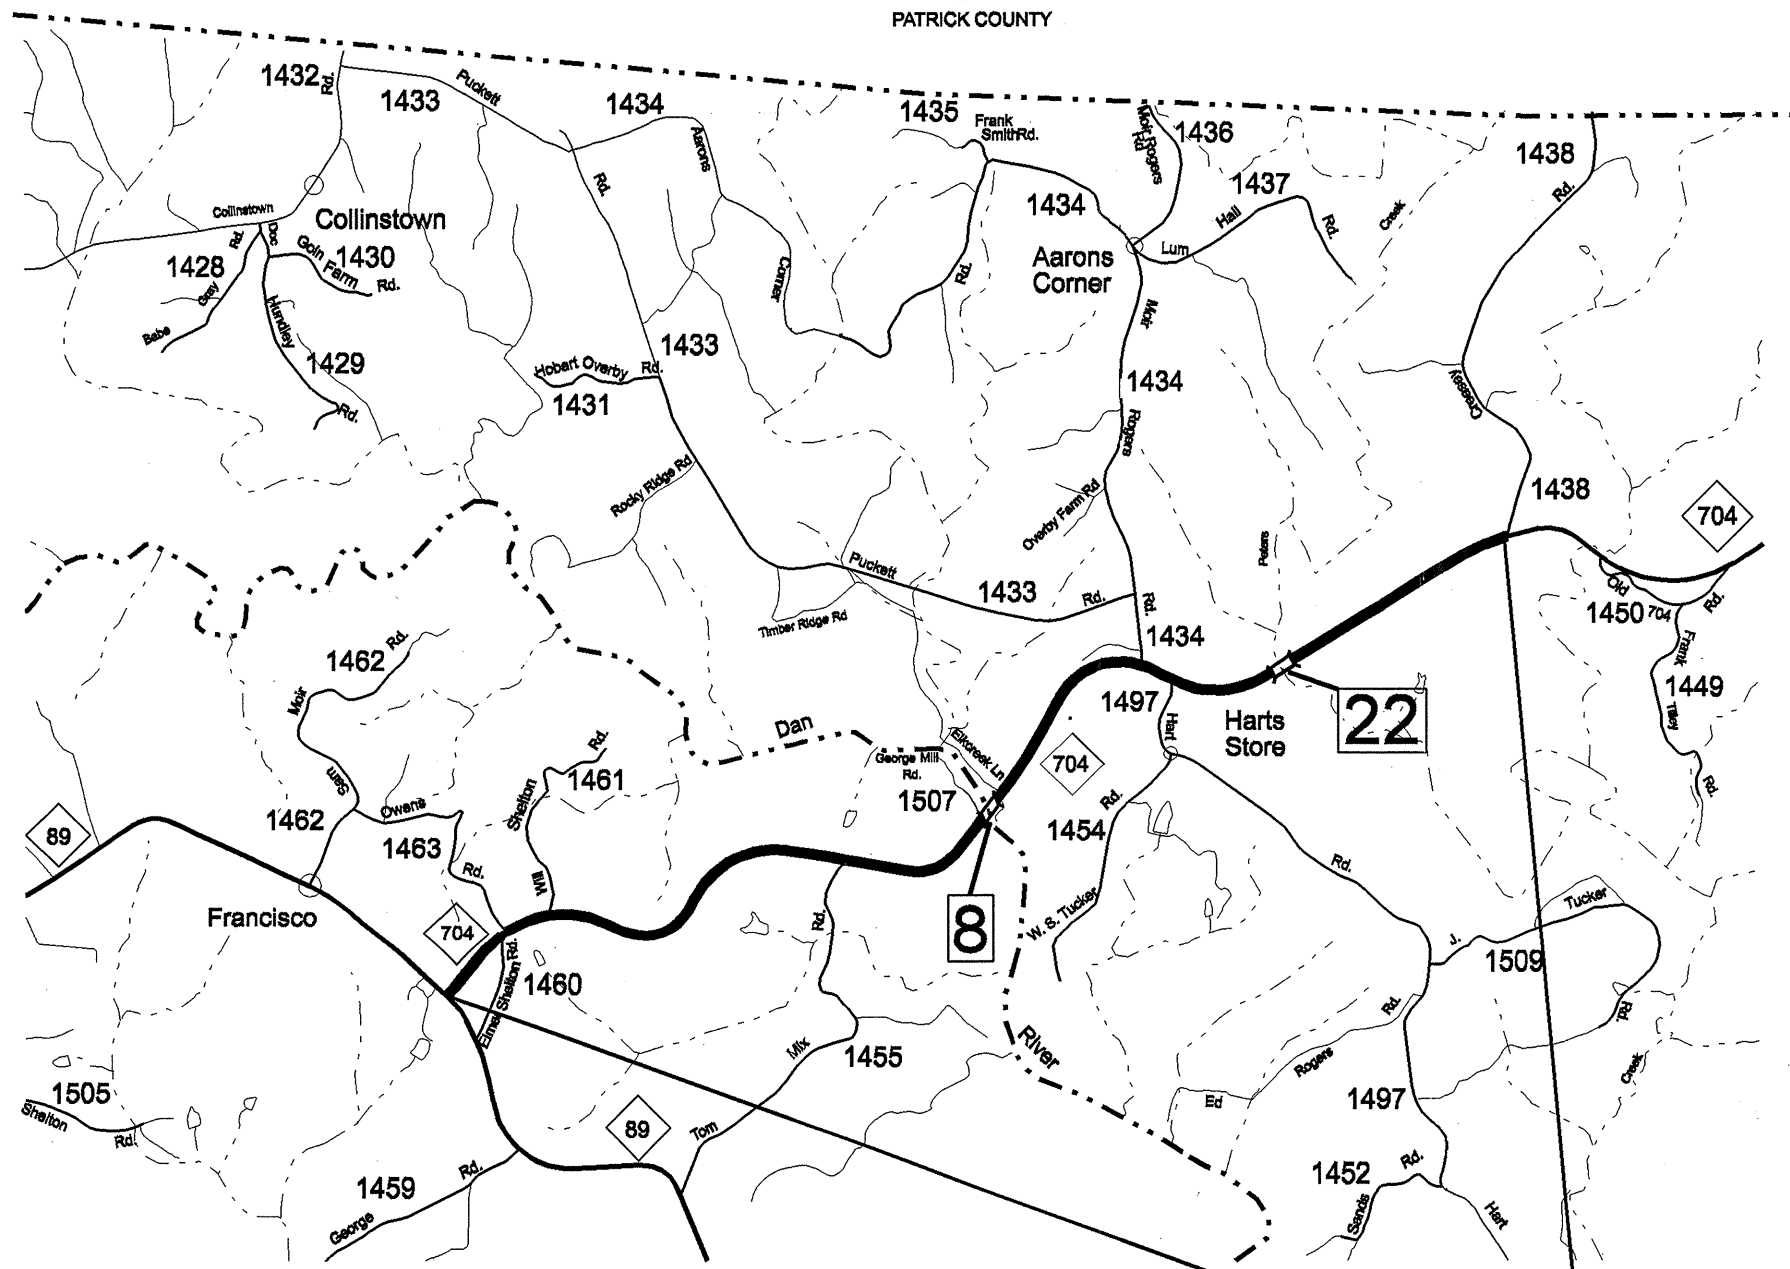 PATRICK COUNTY
1432
Rd.
1433
Puckett
1434
Aarons
1435
Frank
SmithRd.
Moir Rogers
Rd
1436
1438
Rd.
1437
Hall
Rd.
Creek
Rd.
Collinstown
Collinstown
Doc
Rd.
1428
Gray
Babe
Goin Farm
1430
Rd.
Hundley
1429
Rd.
1434
Lum
Aarons
Corner
Corner
Rd.
Moir
1433
Hobart Overby
Rd.
1431
1434
Rogers
Creasey
Rocky Ridge Rd
Overby Farm Rd
1438
704
Peters
Puckett
1433
Rd.
Rd.
1434
Timber Ridge Rd
Old
1450
704
Rd.
Frank
1449
Tilley
Rd.
1462
Rd.
Moir
Sam
1462
Owens
1463
Rd.
Shelton
1461
Rd.
Will
Dan
Elkcreek Ln
George Mill
Rd.
1507
704
1497
Hart
Harts
Store
22
89
Francisco
704
1454
Rd.
W. S. Tucker
8
Rd.
Rd.
J.
Tucker
1509
Rd.
1460
Elmer Shelton Rd.
Mix
1455
Tom
River
Rd.
Rogers
Ed
1497
Creek
1505
Shelton
Rd.
89
1459
Rd.
George
1452
Rd.
Sands
Hart